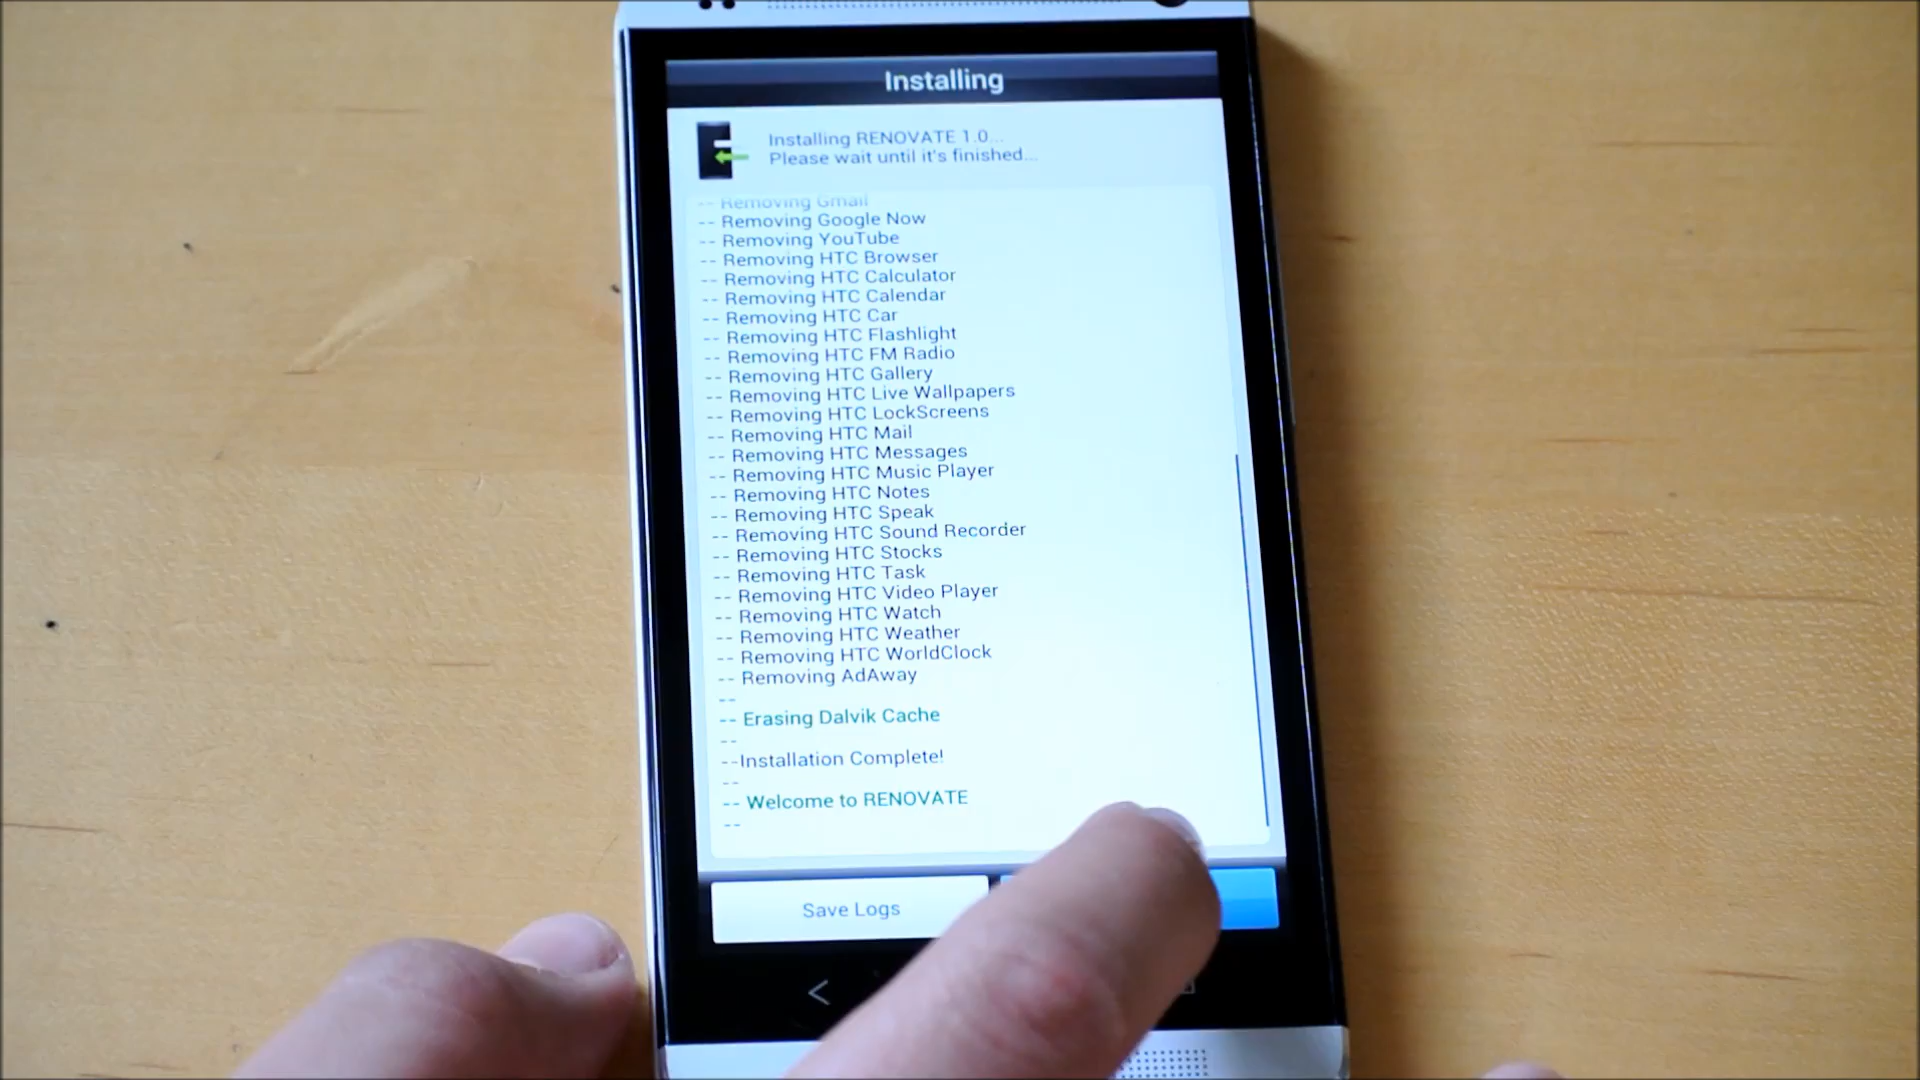 Installing
Installing RENOVATE 1.0...
Please wait until it's finished...
-- Removing Gmail
-- Removing Google Now
-- Removing YouTube
-- Removing HTC Browser
-- Removing HTC Calculator
-- Removing HTC Calendar
-- Removing HTC Car
-- Removing HTC Flashlight
-- Removing HTC FM Radio
-- Removing HTC Gallery
-- Removing HTC Live Wallpapers
-- Removing HTC LockScreens
-- Removing HTC Mail
-- Removing HTC Messages
-- Removing HTC Music Player
-- Removing HTC Notes
-- Removing HTC Speak
-- Removing HTC Sound Recorder
-- Removing HTC Stocks
-- Removing HTC Task
-- Removing HTC Video Player
-- Removing HTC Watch
-- Removing HTC Weather
-- Removing HTC WorldClock
-- Removing AdAway
--
-- Erasing Dalvik Cache
--
--Installation Complete!
--
-- Welcome to RENOVATE
--
Save Logs